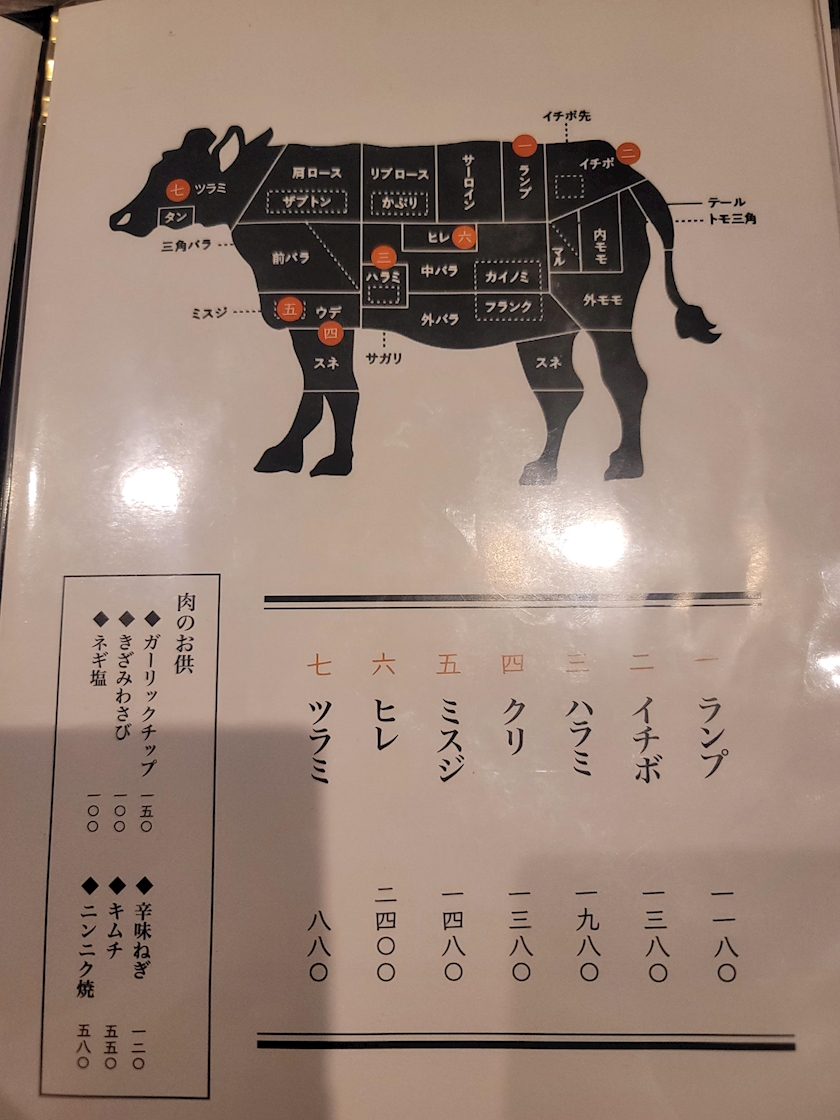 イチボ先
一
二
イチボ
七
ツラミ
タン
肩ロース
ザブトン
リブロース
かぶり
サーロイン
ランプ
テール
トモ三角
三角バラ
前バラ
三
ハラミ
ヒレ
六
中バラ
カイノミ
マル
内モモ
外モモ
ミスジ
五
ウデ
四
外バラ
フランク
スネ
サガリ
スネ
一 ランプ 一一八〇
二 イチボ 一三八〇
三 ハラミ 一九八〇
四 クリ 一三八〇
五 ミスジ 一四八〇
六 ヒレ 二四〇〇
七 ツラミ 八八〇
肉のお供
◆ガーリックチップ 一五〇
◆きざみわさび 一〇〇
◆ネギ塩 一〇〇
◆辛味ねぎ 一二〇
◆キムチ 五五〇
◆ニンニク焼 五八〇